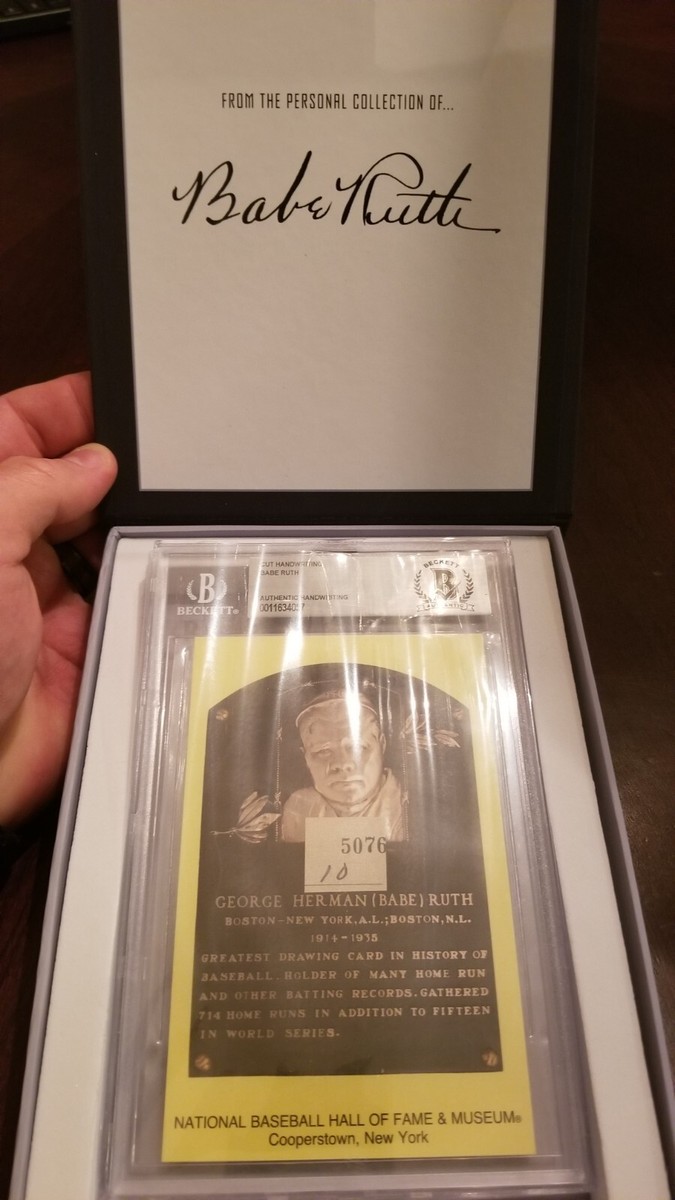 FROM THE PERSONAL COLLECTION OF...
Babe Ruth
B
BECKETT®
CUT HANDWRITING
BABE RUTH
AUTHENTIC HANDWRITING
BECKETT
5076
10
GEORGE HERMAN (BABE) RUTH
BOSTON-NEW YORK, A.L.; BOSTON, N.L.
1914-1935
GREATEST DRAWING CARD IN HISTORY OF
BASEBALL. HOLDER OF MANY HOME RUN
AND OTHER BATTING RECORDS. GATHERED
714 HOME RUNS IN ADDITION TO FIFTEEN
IN WORLD SERIES.
NATIONAL BASEBALL HALL OF FAME & MUSEUM®
Cooperstown, New York